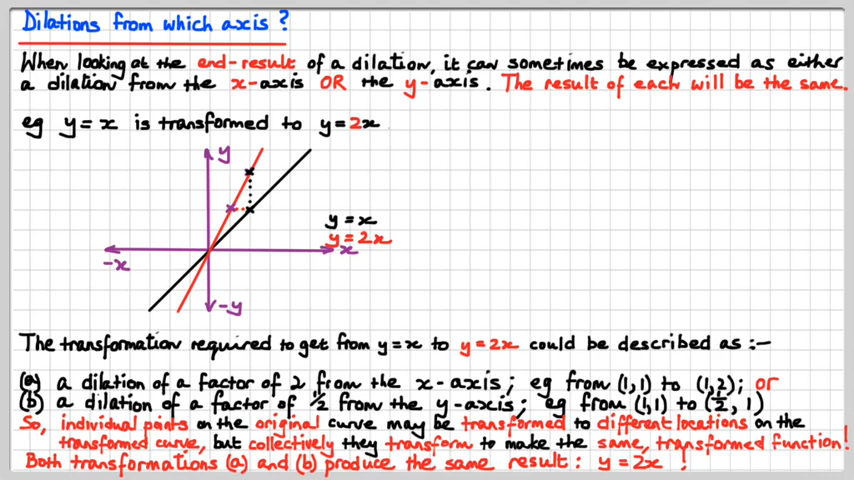 Dilations from which axis?
When looking at the end-result of a dilation, it can sometimes be expressed as either
a dilation from the x-axis OR the y-axis. The result of each will be the same.
eg y = x is transformed to y = 2x
y
y = x
y = 2x
x
-x
-y
The transformation required to get from y=x to y=2x could be described as :-
(a) a dilation of a factor of 2 from the x-axis; eg from (1,1) to (1,2); or
(b) a dilation of a factor of 1/2 from the y-axis; eg from (1,1) to (1/2, 1)
So, individual points on the original curve may be transformed to different locations on the
transformed curve, but collectively they transform to make the same, transformed function!
Both transformations (a) and (b) produce the same result: y = 2x !